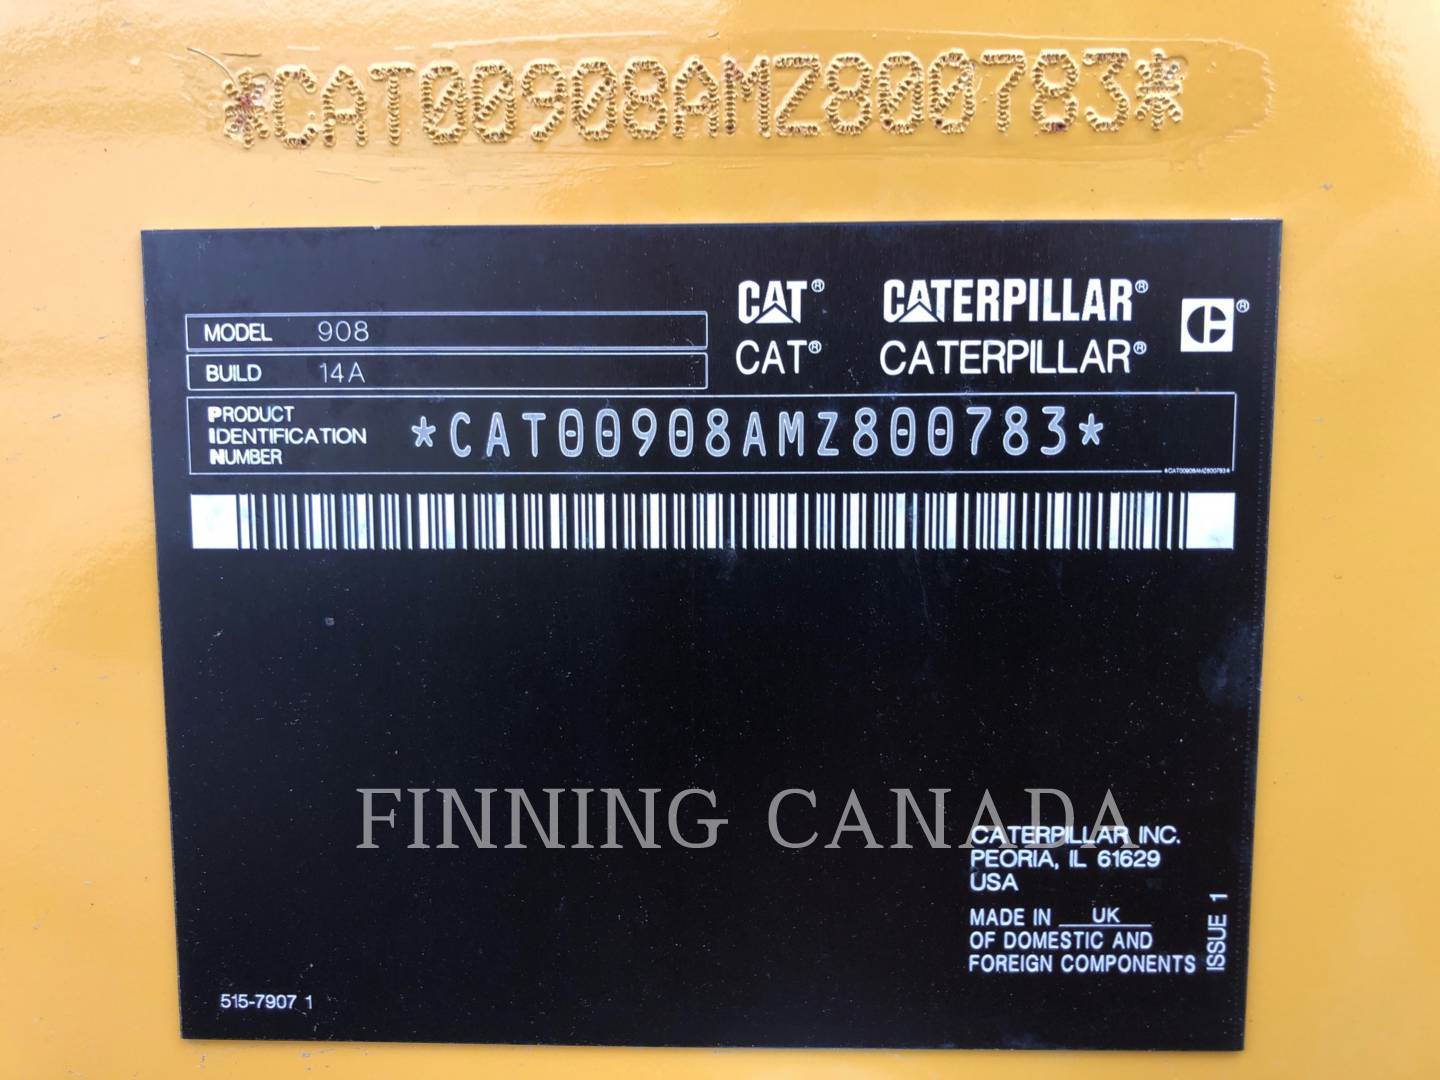 *CAT00908AMZ800783*
CAT® CATERPILLAR® ®
MODEL 908
CAT® CATERPILLAR®
BUILD 14A
PRODUCT
IDENTIFICATION
NUMBER
*CAT00908AMZ800783*
*CAT00908AMZ800783*
FINNING CANADA
CATERPILLAR INC.
PEORIA, IL 61629
USA
MADE IN UK
OF DOMESTIC AND
FOREIGN COMPONENTS
ISSUE 1
515-7907 1